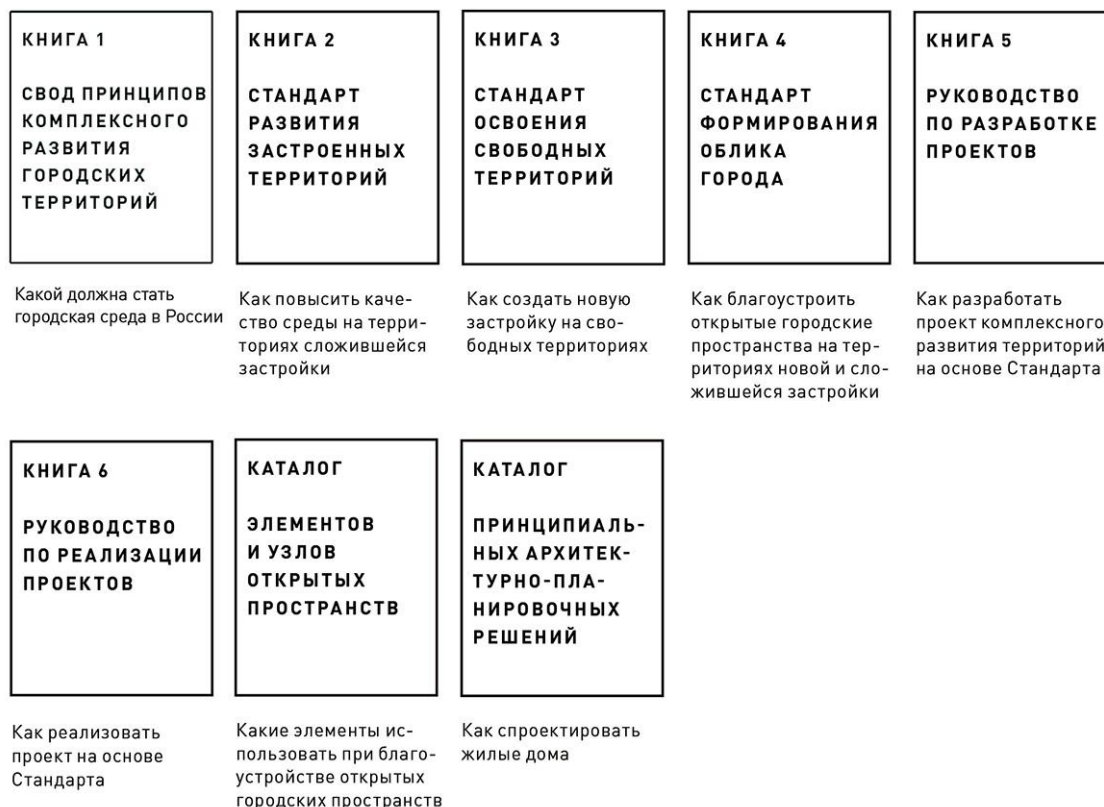 КНИГА 1
СВОД ПРИНЦИПОВ
КОМПЛЕКСНОГО
РАЗВИТИЯ
ГОРОДСКИХ
ТЕРРИТОРИЙ
Какой должна стать
городская среда в России
КНИГА 2
СТАНДАРТ
РАЗВИТИЯ
ЗАСТРОЕННЫХ
ТЕРРИТОРИЙ
Как повысить каче-
ство среды на терри-
ториях сложившейся
застройки
КНИГА 3
СТАНДАРТ
ОСВОЕНИЯ
СВОБОДНЫХ
ТЕРРИТОРИЙ
Как создать новую
застройку на сво-
бодных территориях
КНИГА 4
СТАНДАРТ
ФОРМИРОВАНИЯ
ОБЛИКА
ГОРОДА
Как благоустроить
открытые городские
пространства на тер-
риториях новой и сло-
жившейся застройки
КНИГА 5
РУКОВОДСТВО
ПО РАЗРАБОТКЕ
ПРОЕКТОВ
Как разработать
проект комплексного
развития территорий
на основе Стандарта
КНИГА 6
РУКОВОДСТВО
ПО РЕАЛИЗАЦИИ
ПРОЕКТОВ
Как реализовать
проект на основе
Стандарта
КАТАЛОГ
ЭЛЕМЕНТОВ
И УЗЛОВ
ОТКРЫТЫХ
ПРОСТРАНСТВ
Какие элементы ис-
пользовать при благо-
устройстве открытых
городских пространств
КАТАЛОГ
ПРИНЦИПИАЛЬ-
НЫХ АРХИТЕК-
ТУРНО-ПЛА-
НИРОВОЧНЫХ
РЕШЕНИЙ
Как спроектировать
жилые дома